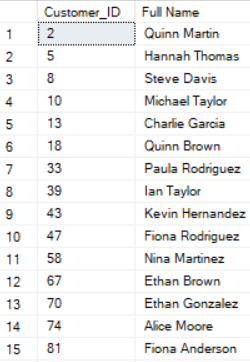 Customer_ID Full Name
1 2 Quinn Martin
2 5 Hannah Thomas
3 8 Steve Davis
4 10 Michael Taylor
5 13 Charlie Garcia
6 18 Quinn Brown
7 33 Paula Rodriguez
8 39 Ian Taylor
9 43 Kevin Hernandez
10 47 Fiona Rodriguez
11 58 Nina Martinez
12 67 Ethan Brown
13 70 Ethan Gonzalez
14 74 Alice Moore
15 81 Fiona Anderson